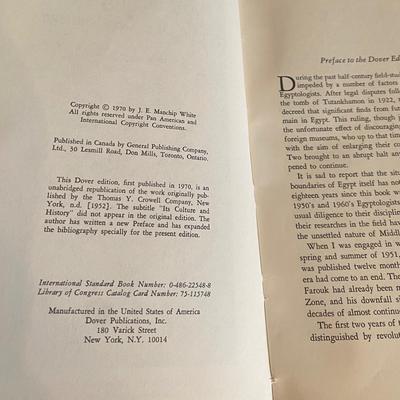 Copyright © 1970 by J. E. Manchip White
All rights reserved under Pan American and
International Copyright Conventions.
Published in Canada by General Publishing Company,
Ltd., 30 Lesmill Road, Don Mills, Toronto, Ontario.
This Dover edition, first published in 1970, is an
unabridged republication of the work originally pub-
lished by the Thomas Y. Crowell Company, New
York, n.d. [1952]. The subtitle "Its Culture and
History" did not appear in the original edition. The
author has written a new Preface and has expanded
the bibliography specially for the present edition.
International Standard Book Number: 0-486-22548-8
Library of Congress Catalog Card Number: 75-115748
Manufactured in the United States of America
Dover Publications, Inc.
180 Varick Street
New York, N.Y. 10014
Preface to the Dover Edi
During the past half-century field-stud
impeded by a number of factors
Egyptologists. After legal disputes foll
the tomb of Tutankhamon in 1922,
decreed that significant finds from fut
main in Egypt. This ruling, though j
the unfortunate effect of discouraging
foreign museums, who up to that tim
with the aim of enlarging their co
Two brought to an abrupt halt an
pened to continue.
It is sad to report that the situat
boundaries of Egypt itself has not
eighteen years since this book w
1950's and 1960's Egyptologists
usual diligence to their disciplin
their researches in the field hav
the unsettled nature of Middl
When I was engaged in w
spring and summer of 1951,
was published twelve mont
era had come to an end. The
Farouk had already been n
Zone, and his downfall si
decades of almost continu
The first two years of t
distinguished by revolu